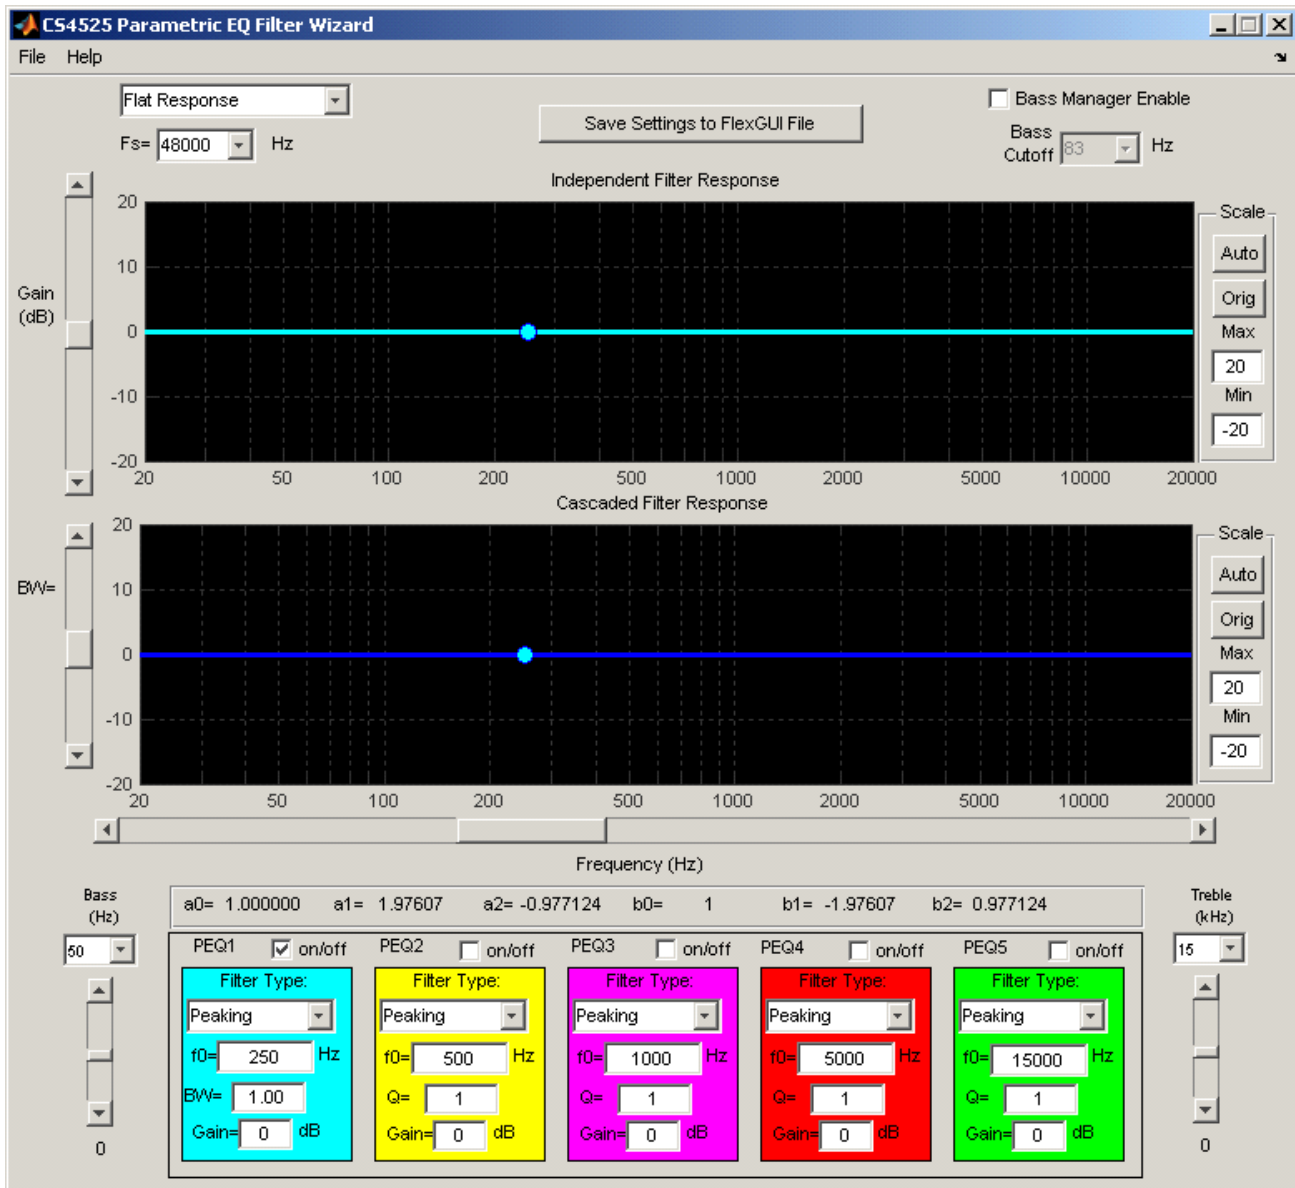 CS4525 Parametric EQ Filter Wizard
File Help
Flat Response
Fs= 48000 Hz
Save Settings to FlexGUI File
Bass Manager Enable
Bass Cutoff 83 Hz
Independent Filter Response
Gain (dB)
20
10
0
-10
-20
20 50 100 200 500 1000 2000 5000 10000 20000
Scale
Auto
Orig
Max
20
Min
-20
Cascaded Filter Response
BW=
20
10
0
-10
-20
20 50 100 200 500 1000 2000 5000 10000 20000
Scale
Auto
Orig
Max
20
Min
-20
Frequency (Hz)
Bass (Hz)
50
0
a0= 1.000000 a1= 1.97607 a2= -0.977124 b0= 1 b1= -1.97607 b2= 0.977124
PEQ1 on/off
Filter Type:
Peaking
f0= 250 Hz
BW= 1.00
Gain= 0 dB
PEQ2 on/off
Filter Type:
Peaking
f0= 500 Hz
Q= 1
Gain= 0 dB
PEQ3 on/off
Filter Type:
Peaking
f0= 1000 Hz
Q= 1
Gain= 0 dB
PEQ4 on/off
Filter Type:
Peaking
f0= 5000 Hz
Q= 1
Gain= 0 dB
PEQ5 on/off
Filter Type:
Peaking
f0= 15000 Hz
Q= 1
Gain= 0 dB
Treble (kHz)
15
0